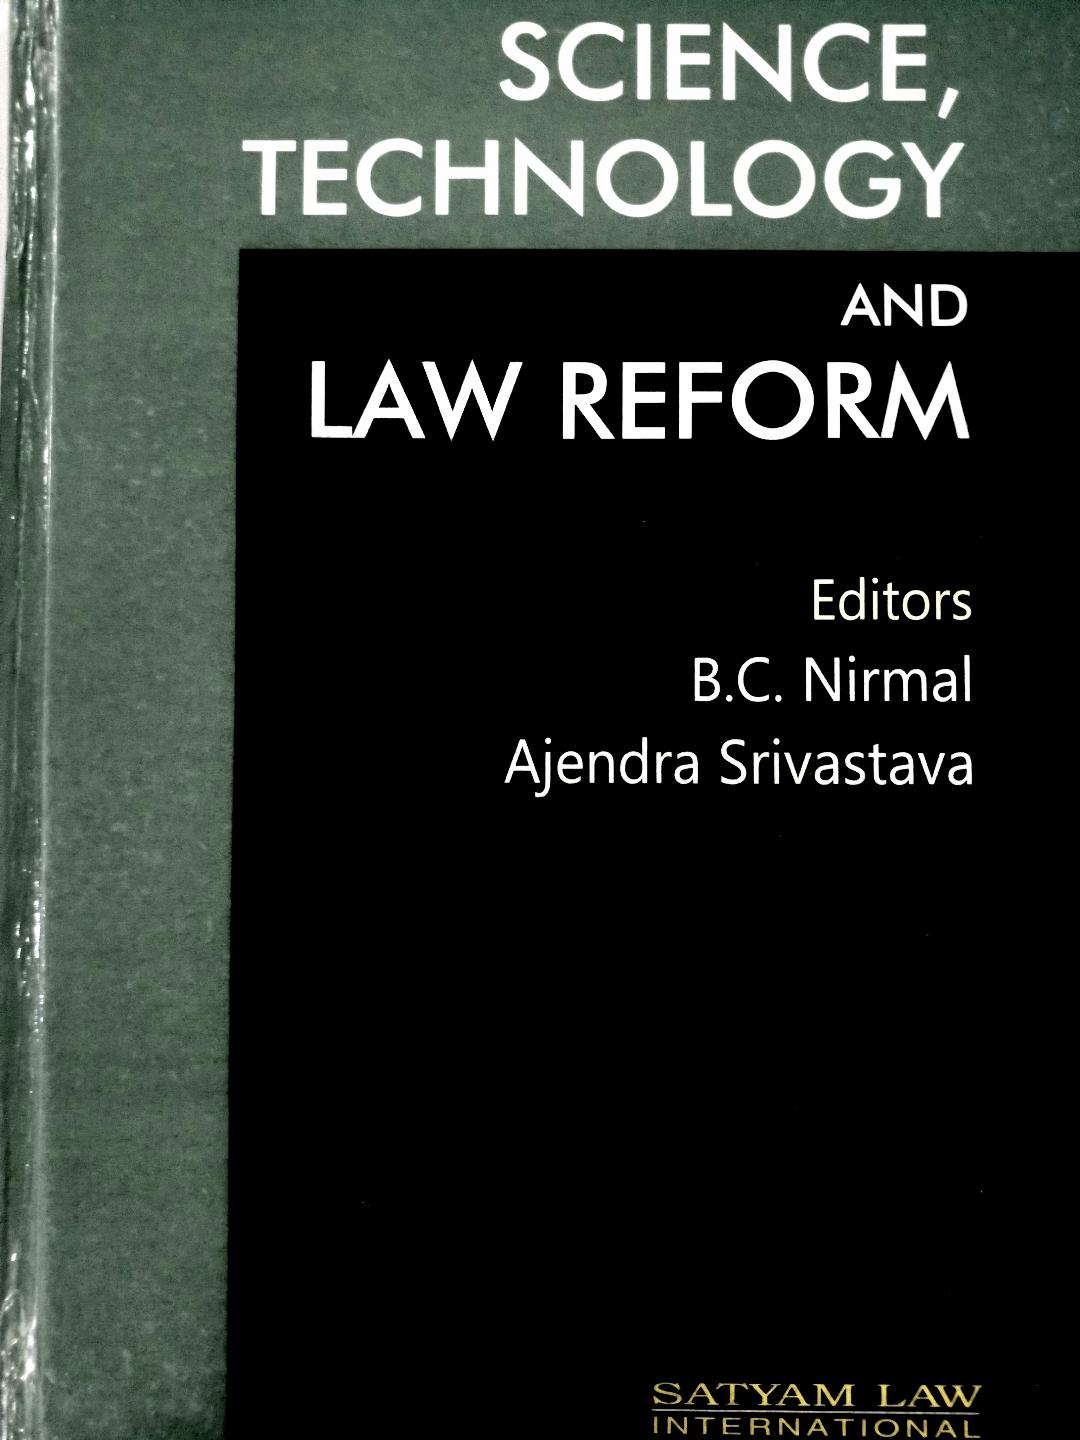 SCIENCE,
TECHNOLOGY
AND
LAW REFORM
Editors
B.C. Nirmal
Ajendra Srivastava
SATYAM LAW
INTERNATIONAL